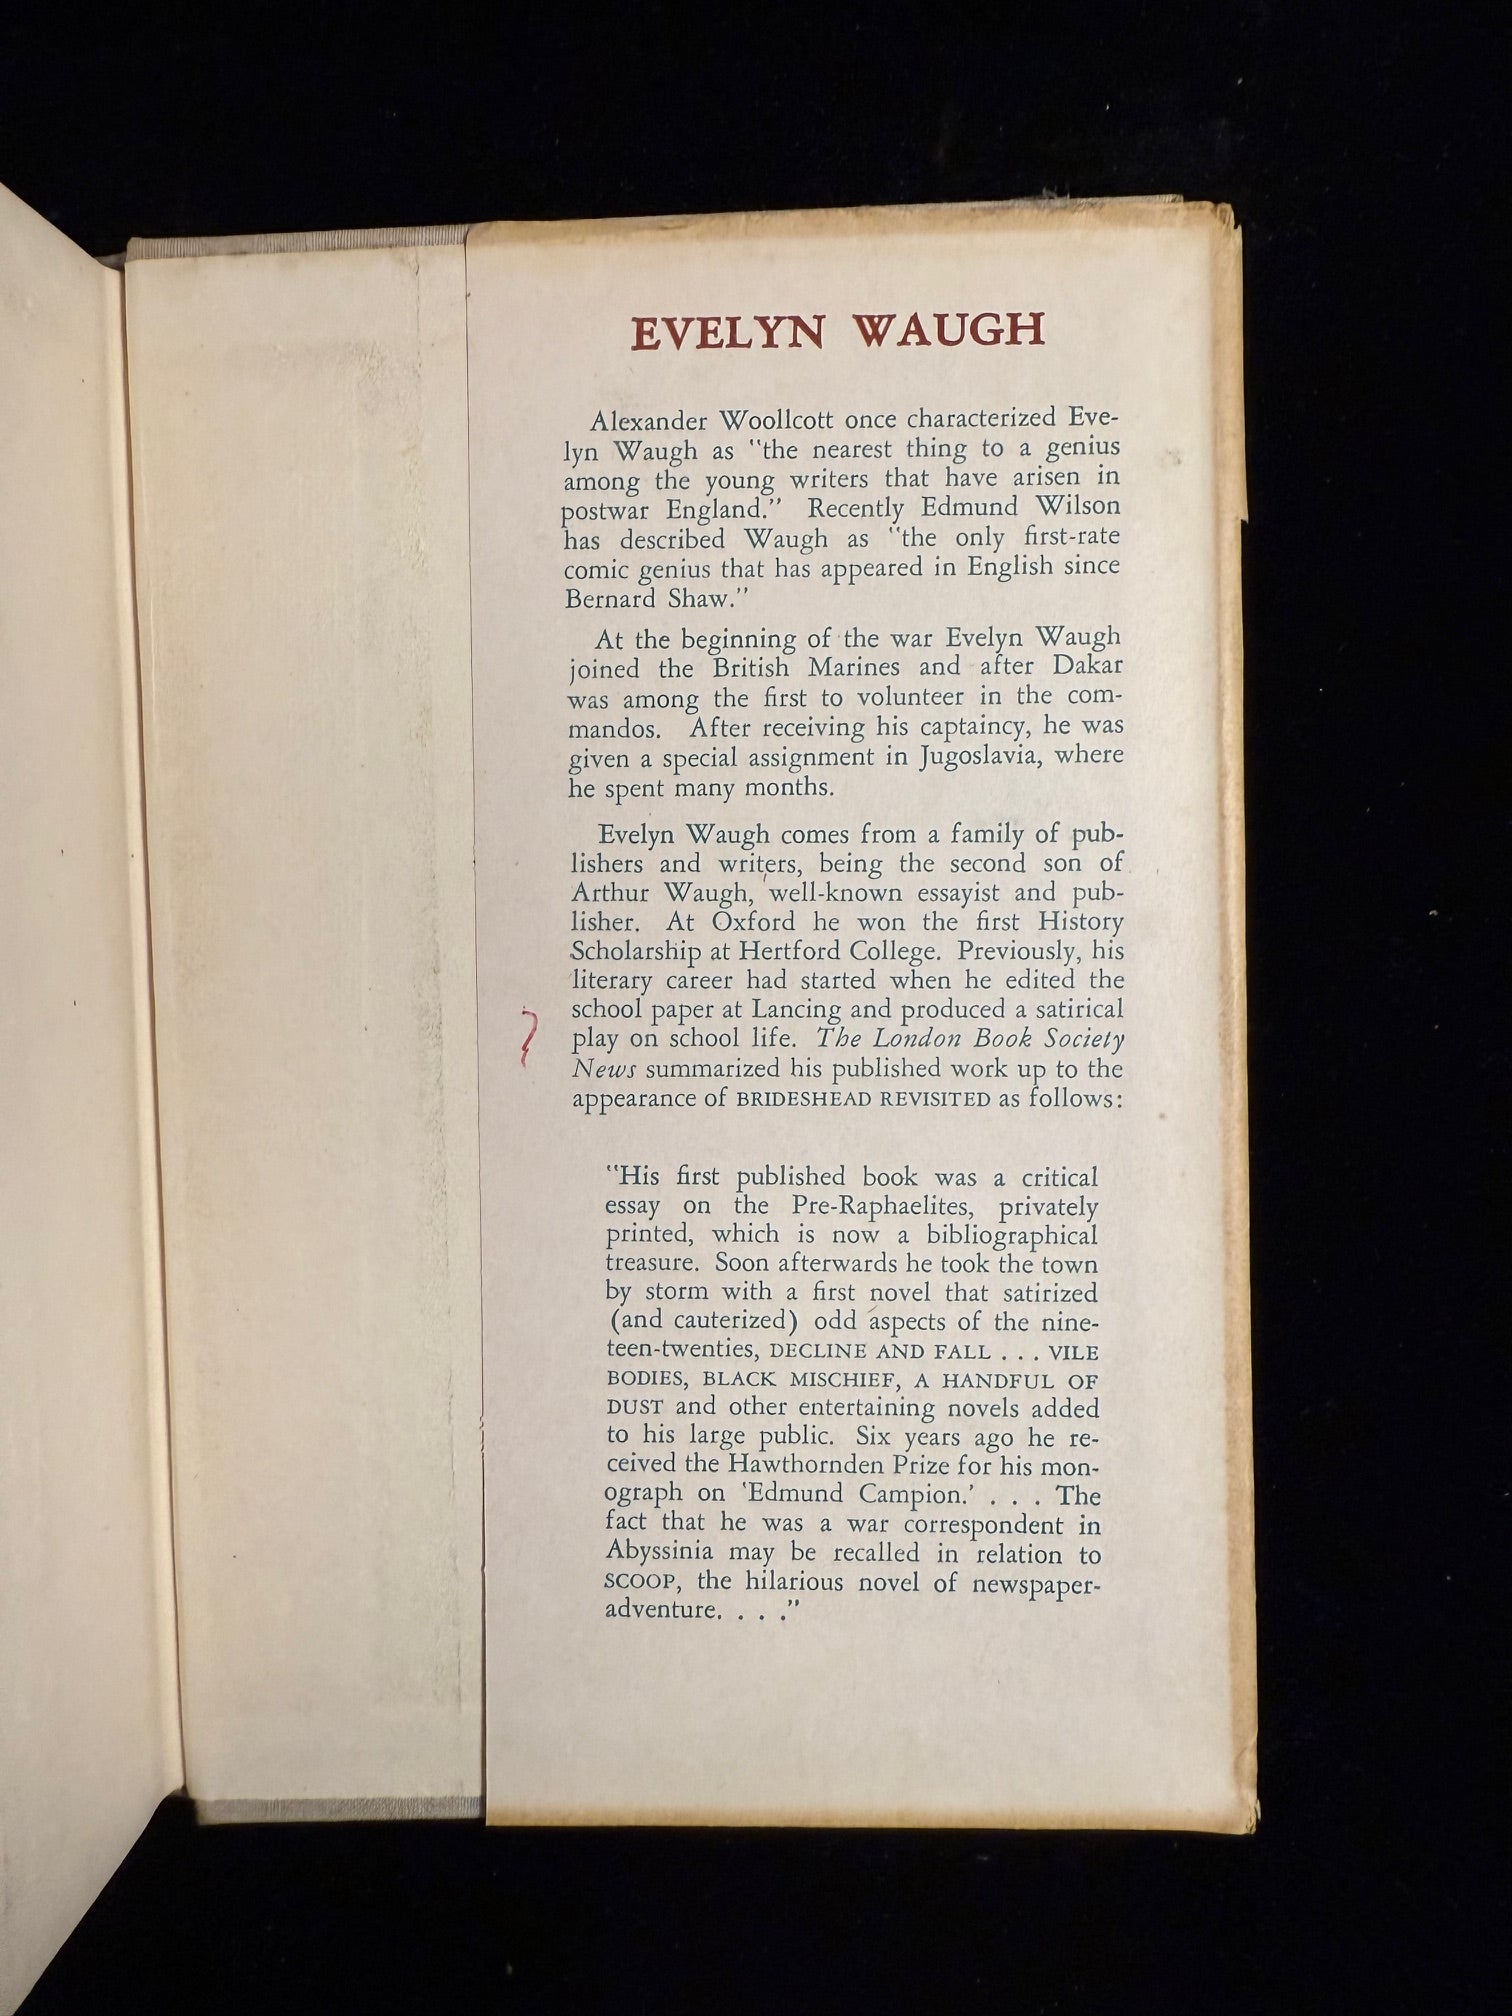 EVELYN WAUGH
Alexander Woollcott once characterized Eve-
lyn Waugh as "the nearest thing to a genius
among the young writers that have arisen in
postwar England." Recently Edmund Wilson
has described Waugh as "the only first-rate
comic genius that has appeared in English since
Bernard Shaw."
At the beginning of the war Evelyn Waugh
joined the British Marines and after Dakar
was among the first to volunteer in the com-
mandos. After receiving his captaincy, he was
given a special assignment in Jugoslavia, where
he spent many months.
Evelyn Waugh comes from a family of pub-
lishers and writers, being the second son of
Arthur Waugh, well-known essayist and pub-
lisher. At Oxford he won the first History
Scholarship at Hertford College. Previously, his
literary career had started when he edited the
school paper at Lancing and produced a satirical
play on school life. The London Book Society
News summarized his published work up to the
appearance of BRIDESHEAD REVISITED as follows:
"His first published book was a critical
essay on the Pre-Raphaelites, privately
printed, which is now a bibliographical
treasure. Soon afterwards he took the town
by storm with a first novel that satirized
(and cauterized) odd aspects of the nine-
teen-twenties, DECLINE AND FALL . . . VILE
BODIES, BLACK MISCHIEF, A HANDFUL OF
DUST and other entertaining novels added
to his large public. Six years ago he re-
ceived the Hawthornden Prize for his mon-
ograph on 'Edmund Campion.' . . . The
fact that he was a war correspondent in
Abyssinia may be recalled in relation to
SCOOP, the hilarious novel of newspaper-
adventure. . . ."